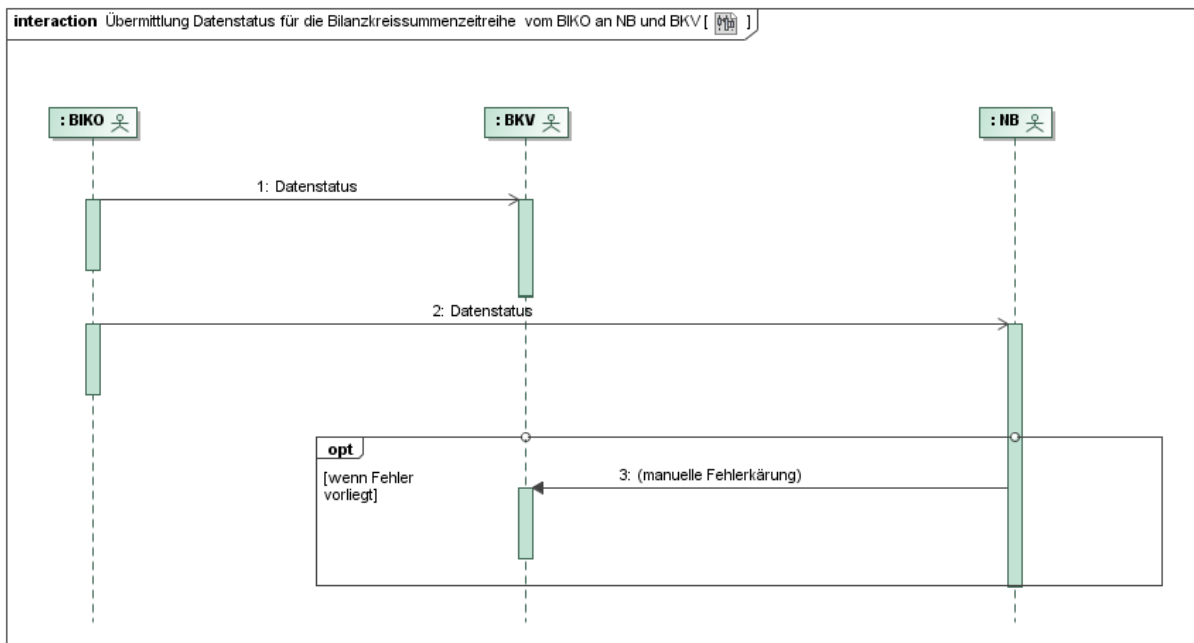 interaction Übermittlung Datenstatus für die Bilanzkreissummenzeitreihe vom BIKO an NB und BKV [ ]
: BIKO
: BKV
: NB
1: Datenstatus
2: Datenstatus
opt
[wenn Fehler
vorliegt]
3: (manuelle Fehlerkärung)